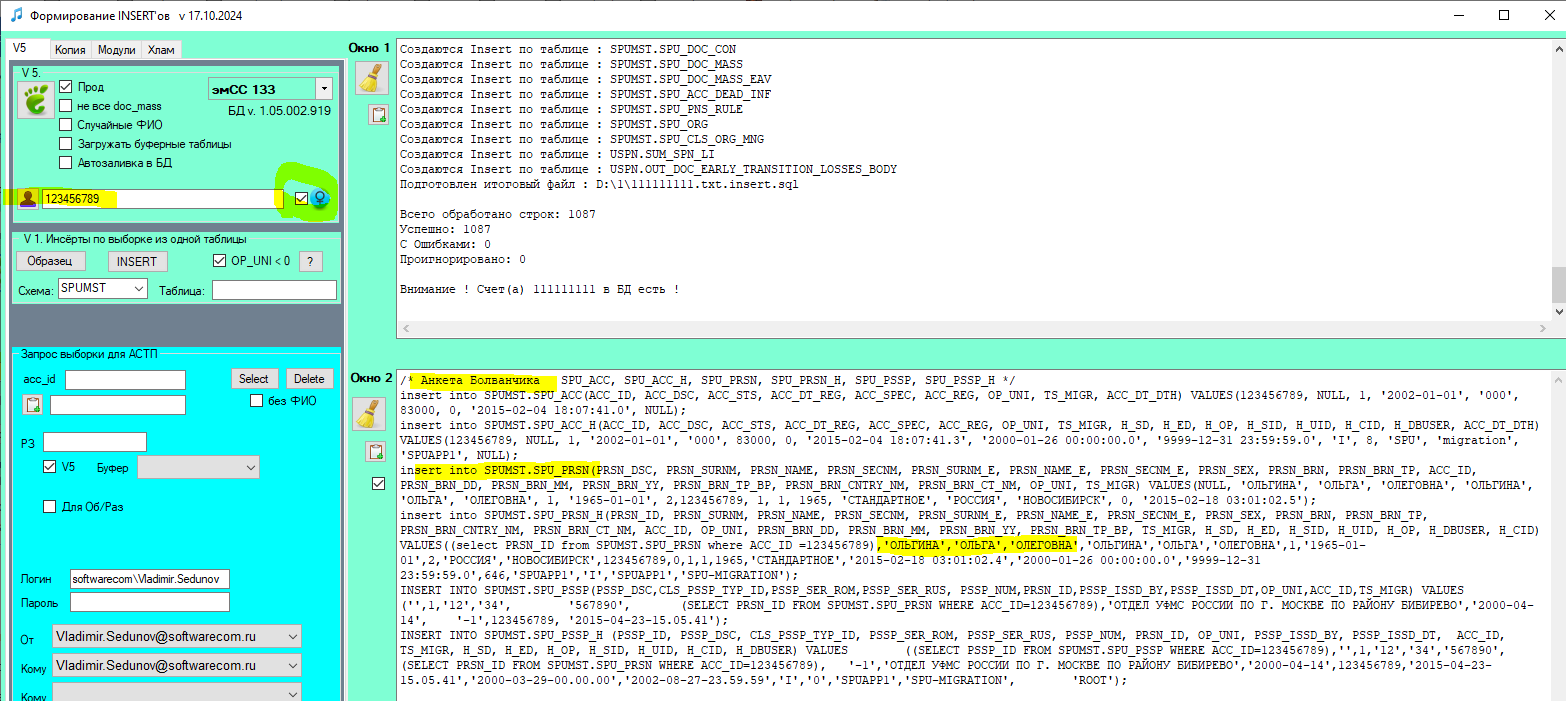 Формирование INSERT'ов v 17.10.2024
V5 Копия Модули Хлам
V 5.
Прод
эмСС 133
не все doc_mass
БД v. 1.05.002.919
Случайные ФИО
Загружать буферные таблицы
Автозаливка в БД
123456789
V 1. Инсёрты по выборке из одной таблицы
Образец INSERT OP_UNI < 0 ?
Схема: SPUMST Таблица:
Запрос выборки для АСТП
acc_id Select Delete
без ФИО
РЗ
V5 Буфер
Для Об/Раз
Логин softwarecom\Vladimir.Sedunov
Пароль
От Vladimir.Sedunov@softwarecom.ru
Кому Vladimir.Sedunov@softwarecom.ru
Кому
Окно 1
Создаются Insert по таблице : SPUMST.SPU_DOC_CON
Создаются Insert по таблице : SPUMST.SPU_DOC_MASS
Создаются Insert по таблице : SPUMST.SPU_DOC_MASS_EAV
Создаются Insert по таблице : SPUMST.SPU_ACC_DEAD_INF
Создаются Insert по таблице : SPUMST.SPU_PNS_RULE
Создаются Insert по таблице : SPUMST.SPU_ORG
Создаются Insert по таблице : SPUMST.SPU_CLS_ORG_MNG
Создаются Insert по таблице : USPN.SUM_SPN_LI
Создаются Insert по таблице : USPN.OUT_DOC_EARLY_TRANSITION_LOSSES_BODY
Подготовлен итоговый файл : D:\1\111111111.txt.insert.sql
Всего обработано строк: 1087
Успешно: 1087
С Ошибками: 0
Проигнорировано: 0
Внимание ! Счет(а) 111111111 в БД есть !
Окно 2
/* Анкета Болванчика SPU_ACC, SPU_ACC_H, SPU_PRSN, SPU_PRSN_H, SPU_PSSP, SPU_PSSP_H */
insert into SPUMST.SPU_ACC(ACC_ID, ACC_DSC, ACC_STS, ACC_DT_REG, ACC_SPEC, ACC_REG, OP_UNI, TS_MIGR, ACC_DT_DTH) VALUES(123456789, NULL, 1, '2002-01-01', '000',
83000, 0, '2015-02-04 18:07:41.0', NULL);
insert into SPUMST.SPU_ACC_H(ACC_ID, ACC_DSC, ACC_STS, ACC_DT_REG, ACC_SPEC, ACC_REG, OP_UNI, TS_MIGR, H_SD, H_ED, H_OP, H_SID, H_UID, H_CID, H_DBUSER, ACC_DT_DTH)
VALUES(123456789, NULL, 1, '2002-01-01', '000', 83000, 0, '2015-02-04 18:07:41.3', '2000-01-26 00:00:00.0', '9999-12-31 23:59:59.0', 'I', 8, 'SPU', 'migration',
'SPUAPP1', NULL);
insert into SPUMST.SPU_PRSN(PRSN_DSC, PRSN_SURNM, PRSN_NAME, PRSN_SECNM, PRSN_SURNM_E, PRSN_NAME_E, PRSN_SECNM_E, PRSN_SEX, PRSN_BRN, PRSN_BRN_TP, ACC_ID,
PRSN_BRN_DD, PRSN_BRN_MM, PRSN_BRN_YY, PRSN_BRN_TP_BP, PRSN_BRN_CNTRY_NM, PRSN_BRN_CT_NM, OP_UNI, TS_MIGR) VALUES(NULL, 'ОЛЬГИНА', 'ОЛЬГА', 'ОЛЕГОВНА', 'ОЛЬГИНА',
'ОЛЬГА', 'ОЛЕГОВНА', 1, '1965-01-01', 2,123456789, 1, 1, 1965, 'СТАНДАРТНОЕ', 'РОССИЯ', 'НОВОСИБИРСК', 0, '2015-02-18 03:01:02.5');
insert into SPUMST.SPU_PRSN_H(PRSN_ID, PRSN_SURNM, PRSN_NAME, PRSN_SECNM, PRSN_SURNM_E, PRSN_NAME_E, PRSN_SECNM_E, PRSN_SEX, PRSN_BRN, PRSN_BRN_TP,
PRSN_BRN_CNTRY_NM, PRSN_BRN_CT_NM, ACC_ID, OP_UNI, PRSN_BRN_DD, PRSN_BRN_MM, PRSN_BRN_YY, PRSN_BRN_TP_BP, TS_MIGR, H_SD, H_ED, H_SID, H_UID, H_OP, H_DBUSER, H_CID)
VALUES((select PRSN_ID from SPUMST.SPU_PRSN where ACC_ID =123456789),'ОЛЬГИНА','ОЛЬГА','ОЛЕГОВНА','ОЛЬГИНА','ОЛЬГА','ОЛЕГОВНА',1,'1965-01-
01',2,'РОССИЯ','НОВОСИБИРСК',123456789,0,1,1,1965,'СТАНДАРТНОЕ','2015-02-18 03:01:02.4','2000-01-26 00:00:00.0','9999-12-31
23:59:59.0',646,'SPUAPP1','I','SPUAPP1','SPU-MIGRATION');
INSERT INTO SPUMST.SPU_PSSP(PSSP_DSC,CLS_PSSP_TYP_ID,PSSP_SER_ROM,PSSP_SER_RUS, PSSP_NUM,PRSN_ID,PSSP_ISSD_BY,PSSP_ISSD_DT,OP_UNI,ACC_ID,TS_MIGR) VALUES
('',1,'12','34', '567890', (SELECT PRSN_ID FROM SPUMST.SPU_PRSN WHERE ACC_ID=123456789),'ОТДЕЛ УФМС РОССИИ ПО Г. МОСКВЕ ПО РАЙОНУ ВИБИРЕВО','2000-04-
14', '-1',123456789, '2015-04-23-15.05.41');
INSERT INTO SPUMST.SPU_PSSP_H (PSSP_ID, PSSP_DSC, CLS_PSSP_TYP_ID, PSSP_SER_ROM, PSSP_SER_RUS, PSSP_NUM, PRSN_ID, OP_UNI, PSSP_ISSD_BY, PSSP_ISSD_DT, ACC_ID,
TS_MIGR, H_SD, H_ED, H_OP, H_SID, H_UID, H_CID, H_DBUSER) VALUES ((SELECT PSSP_ID FROM SPUMST.SPU_PSSP WHERE ACC_ID=123456789),'',1,'12','34','567890',
(SELECT PRSN_ID FROM SPUMST.SPU_PRSN WHERE ACC_ID=123456789), '-1','ОТДЕЛ УФМС РОССИИ ПО Г. МОСКВЕ ПО РАЙОНУ ВИБИРЕВО','2000-04-14',123456789,'2015-04-23-
15.05.41','2000-03-29-00.00.00','2002-08-27-23.59.59','I','0','SPUAPP1','SPU-MIGRATION', 'ROOT');